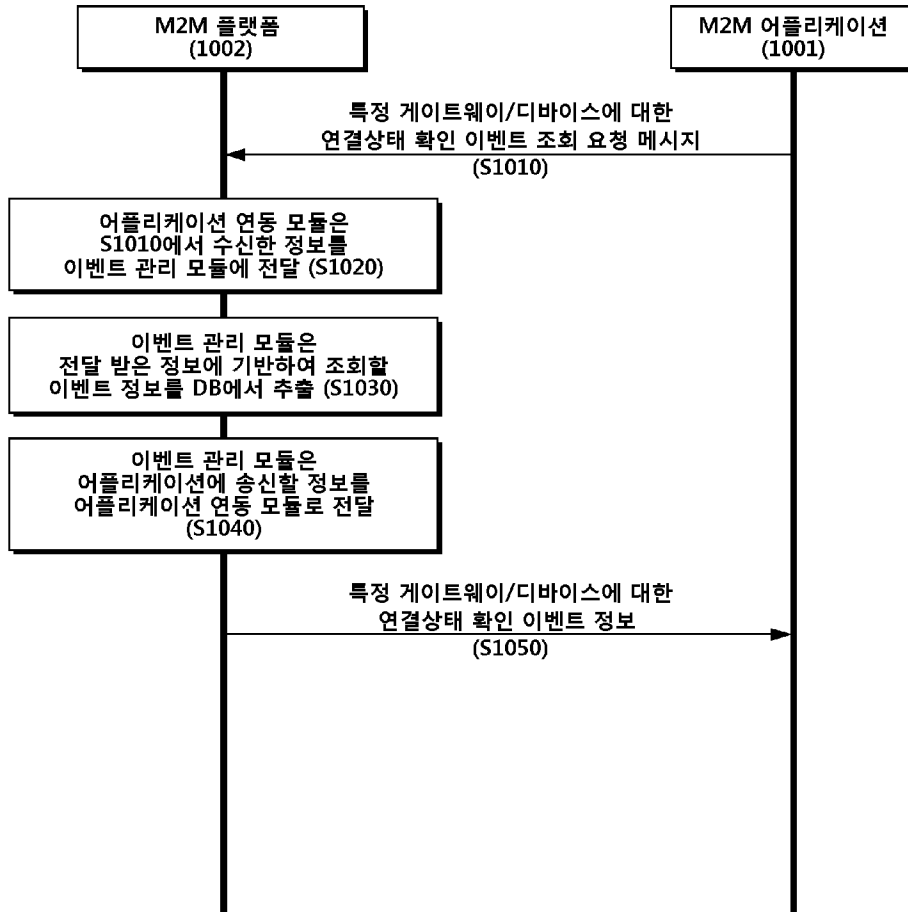 M2M 플랫폼
(1002)
M2M 어플리케이션
(1001)
특정 게이트웨이/디바이스에 대한
연결상태 확인 이벤트 조회 요청 메시지
(S1010)
어플리케이션 연동 모듈은
S1010에서 수신한 정보를
이벤트 관리 모듈에 전달 (S1020)
이벤트 관리 모듈은
전달 받은 정보에 기반하여 조회할
이벤트 정보를 DB에서 추출 (S1030)
이벤트 관리 모듈은
어플리케이션에 송신할 정보를
어플리케이션 연동 모듈로 전달
(S1040)
특정 게이트웨이/디바이스에 대한
연결상태 확인 이벤트 정보
(S1050)